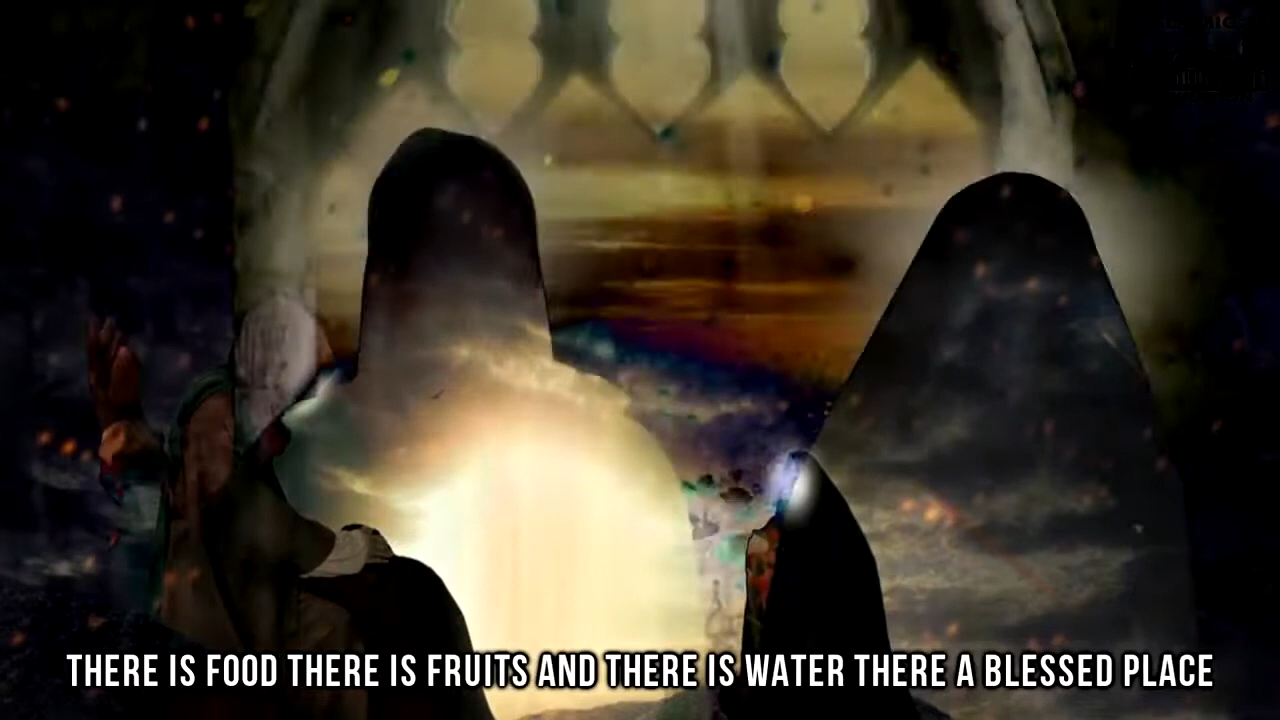 THERE IS FOOD THERE IS FRUITS AND THERE IS WATER THERE A BLESSED PLACE